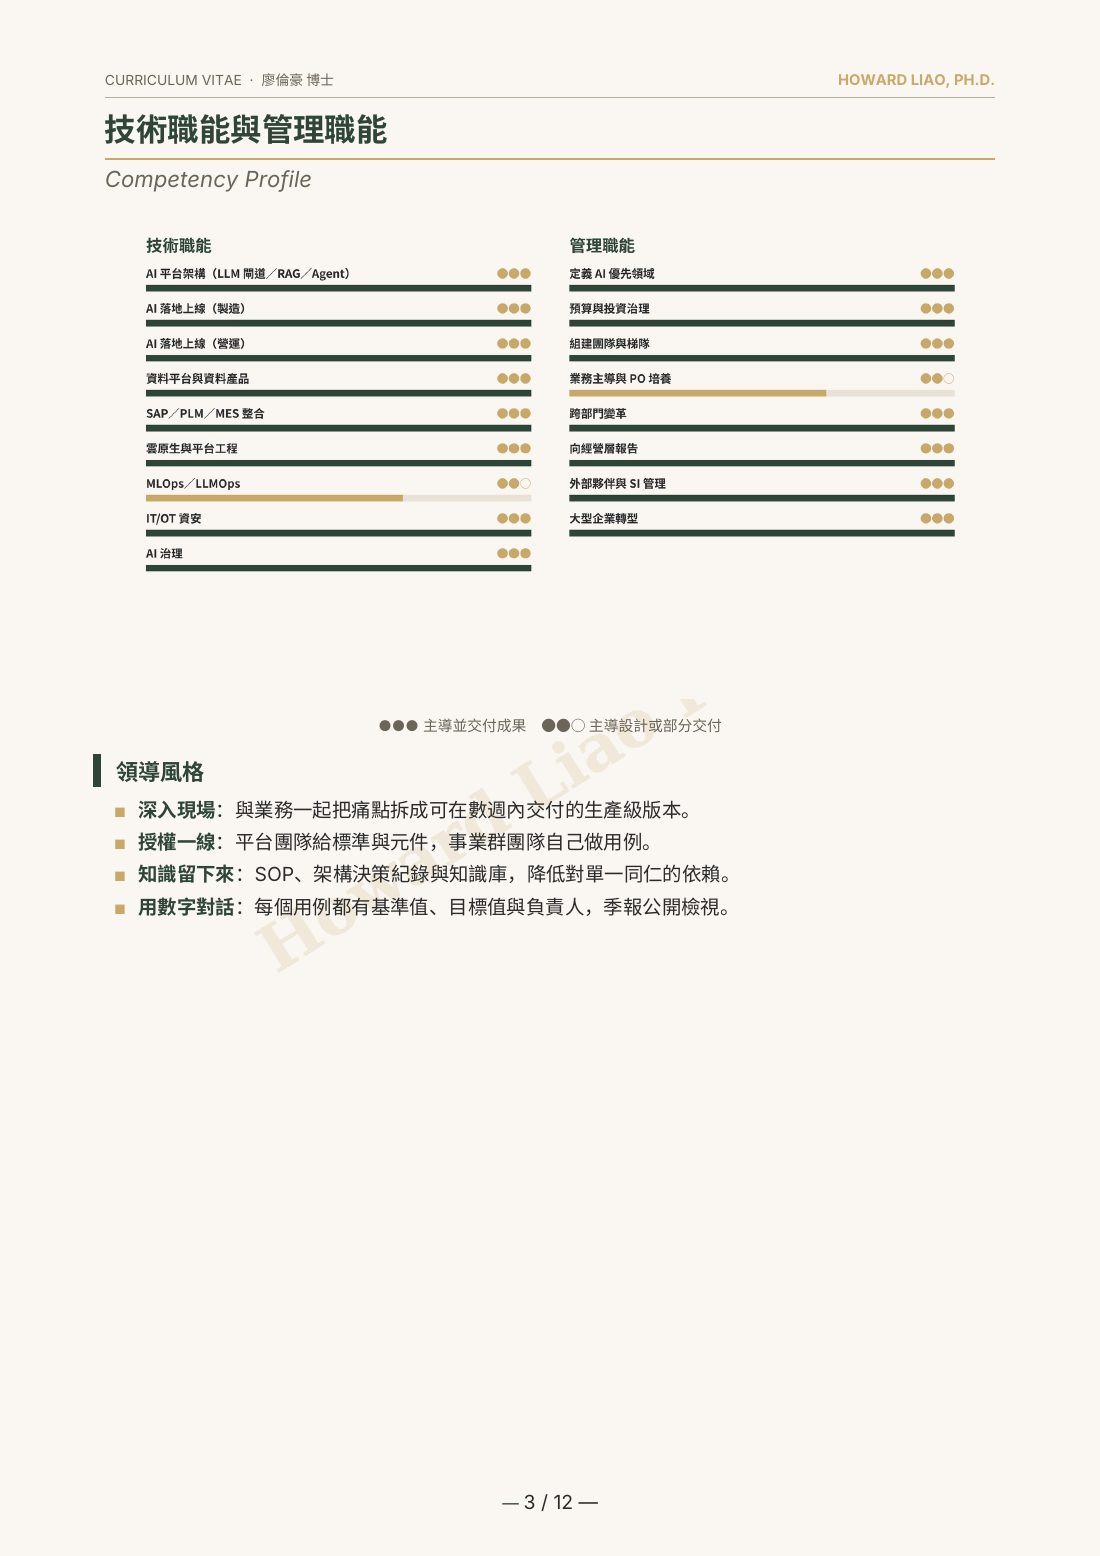 CURRICULUM VITAE · 廖倫豪 博士
HOWARD LIAO, PH.D.
技術職能與管理職能
Competency Profile
技術職能
AI 平台架構（LLM 閘道／RAG／Agent） ●●●
AI 落地上線（製造） ●●●
AI 落地上線（營運） ●●●
資料平台與資料產品 ●●●
SAP／PLM／MES 整合 ●●●
雲原生與平台工程 ●●●
MLOps／LLMOps ●●○
IT/OT 資安 ●●●
AI 治理 ●●●
管理職能
定義 AI 優先領域 ●●●
預算與投資治理 ●●●
組建團隊與梯隊 ●●●
業務主導與 PO 培養 ●●○
跨部門變革 ●●●
向經營層報告 ●●●
外部夥伴與 SI 管理 ●●●
大型企業轉型 ●●●
●●● 主導並交付成果 ●●○ 主導設計或部分交付
領導風格
■ 深入現場：與業務一起把痛點拆成可在數週內交付的生產級版本。
■ 授權一線：平台團隊給標準與元件，事業群團隊自己做用例。
■ 知識留下來：SOP、架構決策紀錄與知識庫，降低對單一同仁的依賴。
■ 用數字對話：每個用例都有基準值、目標值與負責人，季報公開檢視。
Howard Liao
— 3 / 12 —